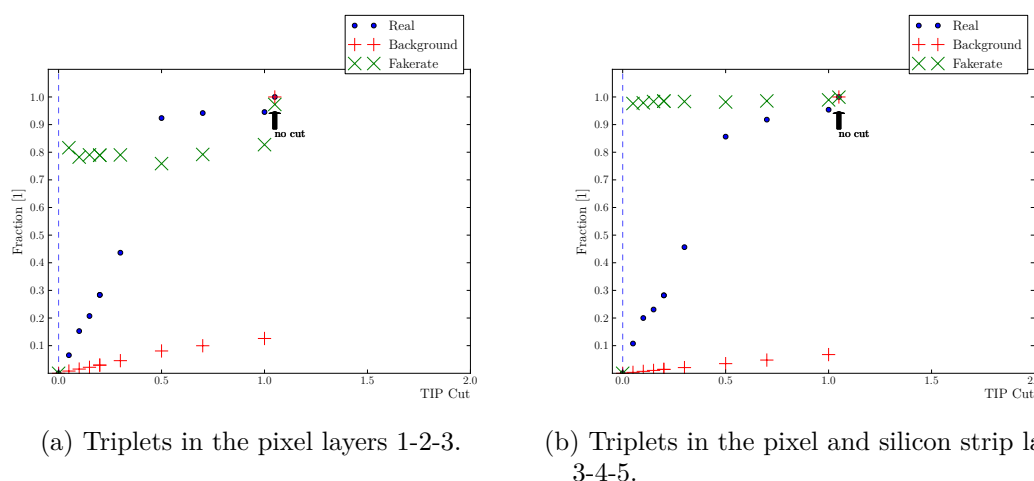 Real
Background
Fakerate
1.0
0.9
0.8
0.7
0.6
0.5
0.4
0.3
0.2
0.1
Fraction [1]
no cut
0.0
0.5
1.0
1.5
2.0
TIP Cut
(a) Triplets in the pixel layers 1-2-3.
Real
Background
Fakerate
1.0
0.9
0.8
0.7
0.6
0.5
0.4
0.3
0.2
0.1
Fraction [1]
no cut
0.0
0.5
1.0
1.5
2.0
TIP Cut
(b) Triplets in the pixel and silicon strip la
3-4-5.